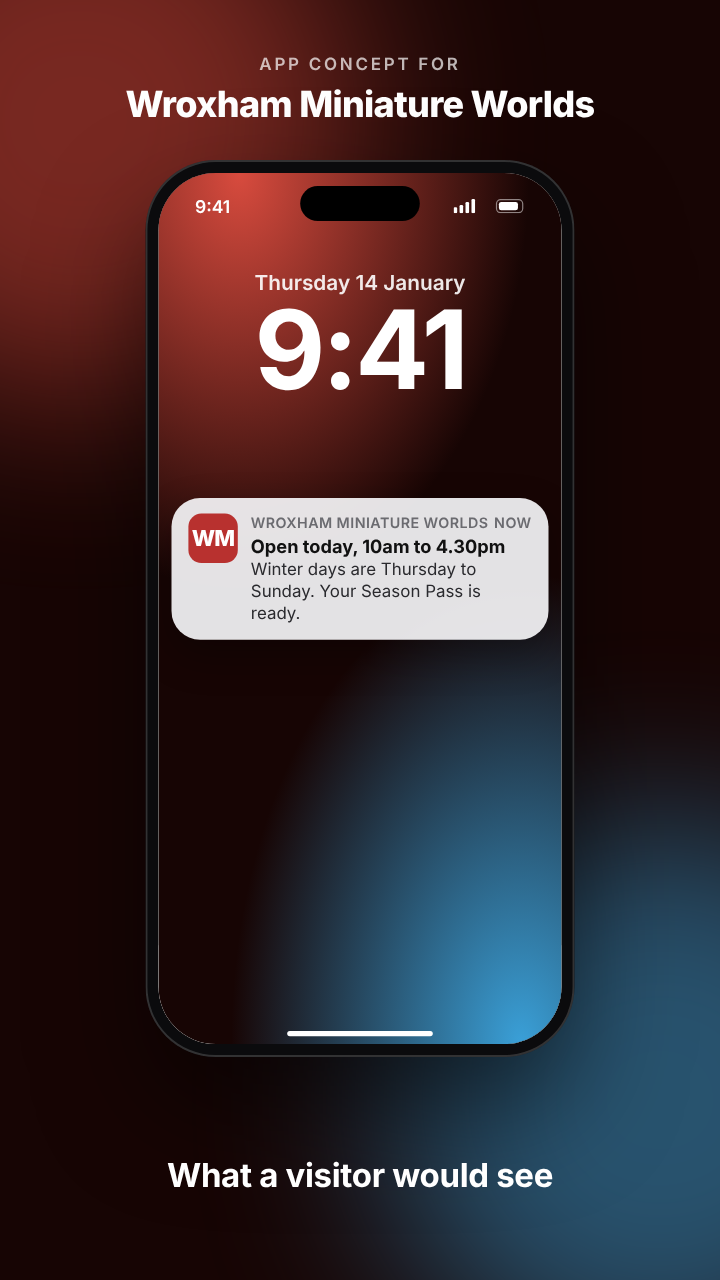 APP CONCEPT FOR
Wroxham Miniature Worlds
9:41
Thursday 14 January
9:41
WM
WROXHAM MINIATURE WORLDS NOW
Open today, 10am to 4.30pm
Winter days are Thursday to
Sunday. Your Season Pass is
ready.
What a visitor would see